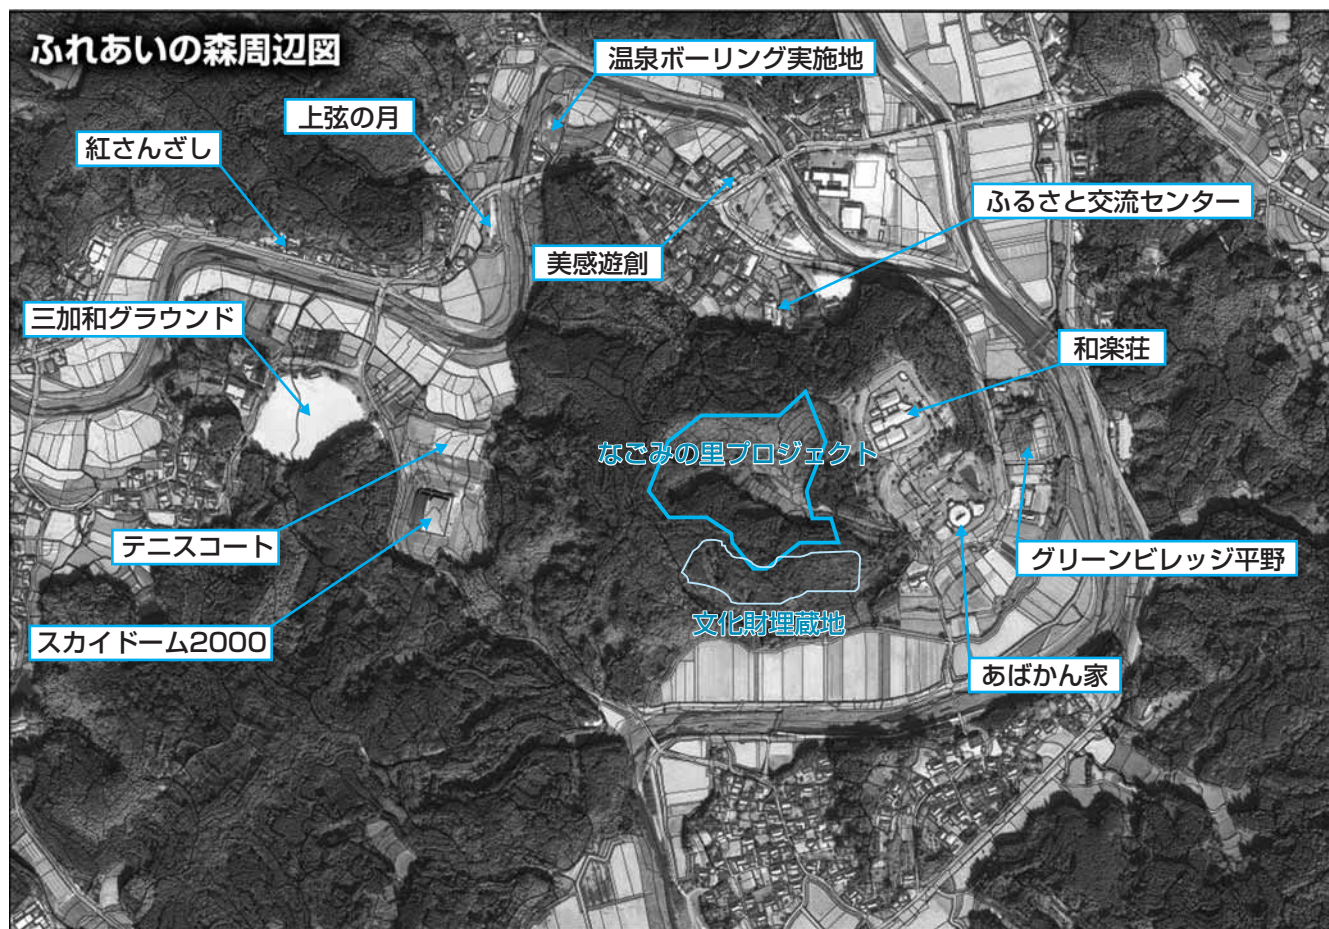 ふれあいの森周辺図
温泉ボーリング実施地
上弦の月
紅さんざし
ふるさと交流センター
美感遊創
三加和グラウンド
和楽荘
なごみの里プロジェクト
テニスコート
グリーンビレッジ平野
文化財埋蔵地
スカイドーム2000
あばかん家